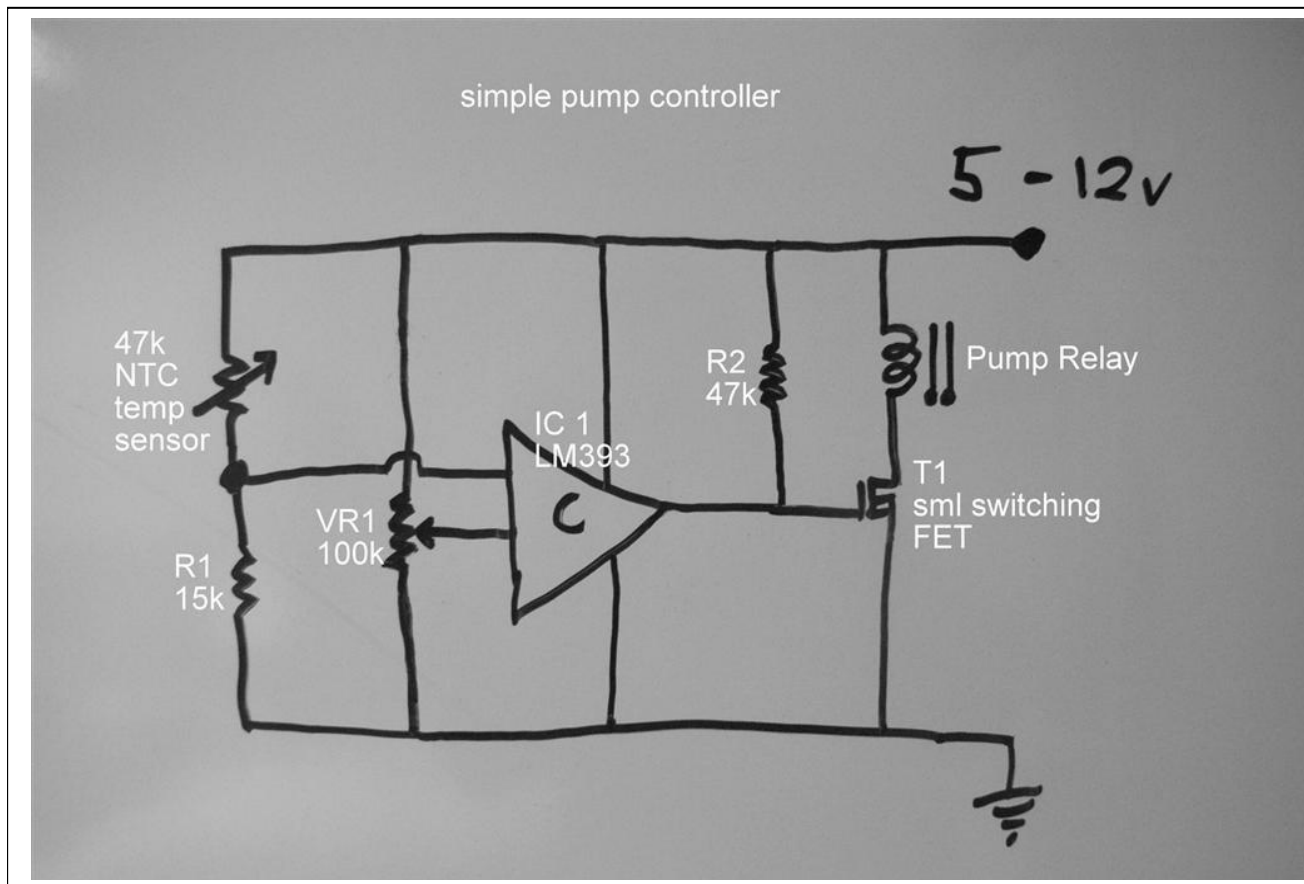 simple pump controller
5 - 12v
47k
NTC
temp
sensor
R2
47k
Pump Relay
IC 1
LM393
C
T1
sml switching
FET
VR1
100k
R1
15k